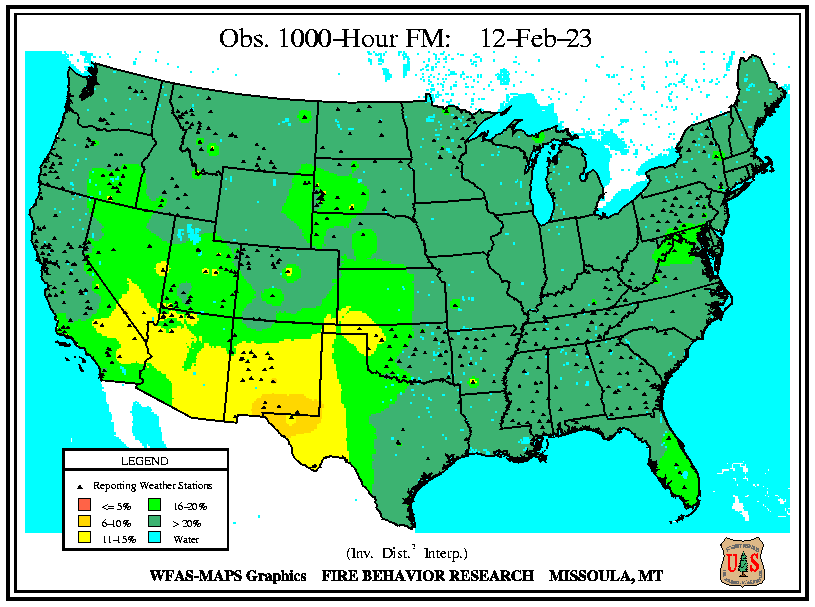 Obs. 1000-Hour FM: 12-Feb-23
LEGEND
Reporting Weather Stations
<= 5% 16-20%
6-10% > 20%
11-15% Water
(Inv. Dist.² Interp.)
WFAS-MAPS Graphics FIRE BEHAVIOR RESEARCH MISSOULA, MT
U S